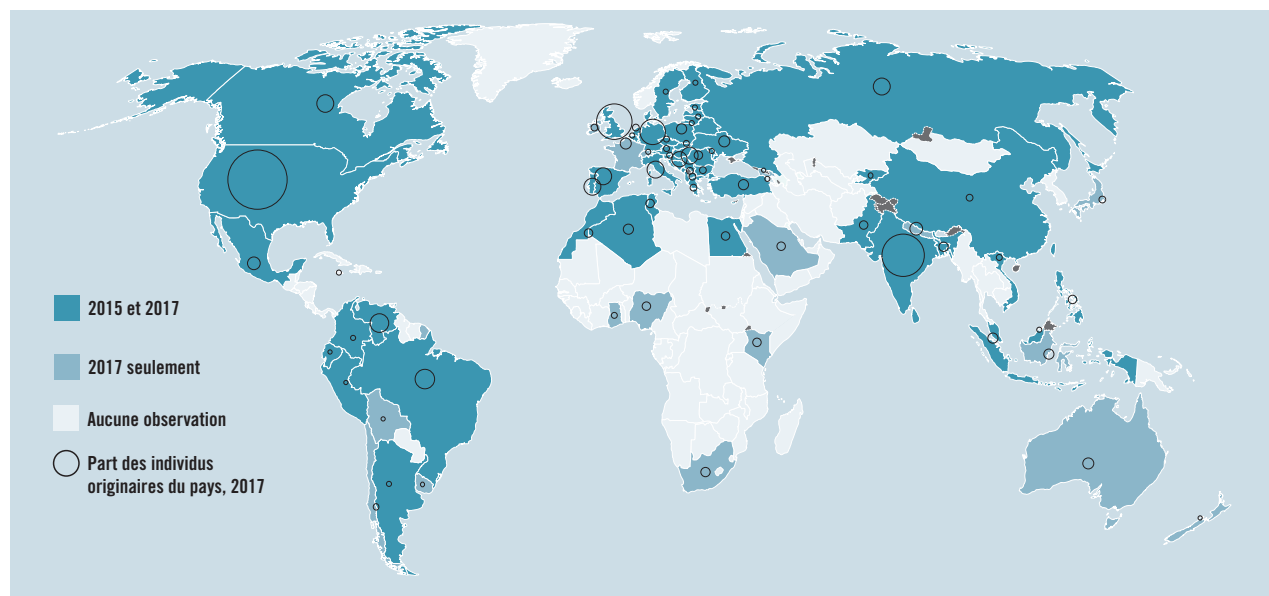 2015 et 2017
2017 seulement
Aucune observation
Part des individus
originaires du pays, 2017